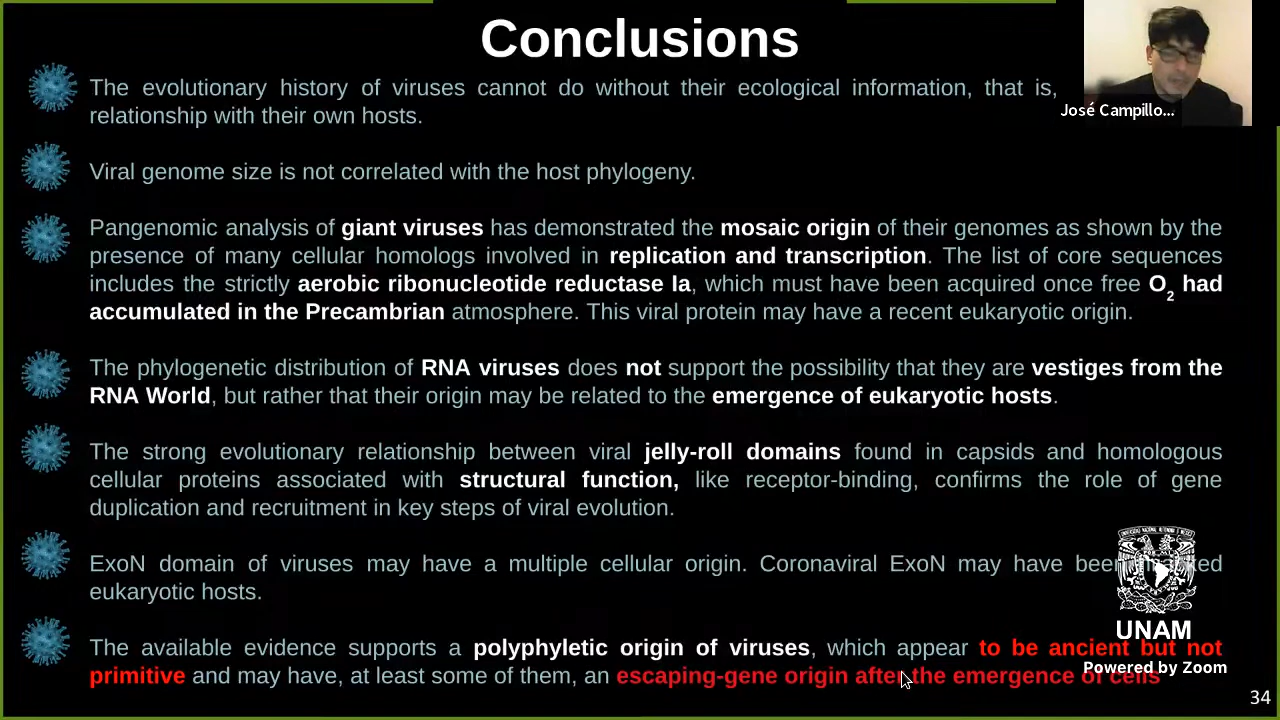 Conclusions
The evolutionary history of viruses cannot do without their ecological information, that is,
relationship with their own hosts.
José Campillo...
Viral genome size is not correlated with the host phylogeny.
Pangenomic analysis of giant viruses has demonstrated the mosaic origin of their genomes as shown by the
presence of many cellular homologs involved in replication and transcription. The list of core sequences
includes the strictly aerobic ribonucleotide reductase Ia, which must have been acquired once free O2 had
accumulated in the Precambrian atmosphere. This viral protein may have a recent eukaryotic origin.
The phylogenetic distribution of RNA viruses does not support the possibility that they are vestiges from the
RNA World, but rather that their origin may be related to the emergence of eukaryotic hosts.
The strong evolutionary relationship between viral jelly-roll domains found in capsids and homologous
cellular proteins associated with structural function, like receptor-binding, confirms the role of gene
duplication and recruitment in key steps of viral evolution.
ExoN domain of viruses may have a multiple cellular origin. Coronaviral ExoN may have been
eukaryotic hosts.
The available evidence supports a polyphyletic origin of viruses, which appear to be ancient but not
primitive and may have, at least some of them, an escaping-gene origin after the emergence of cells
UNAM
Powered by Zoom
34